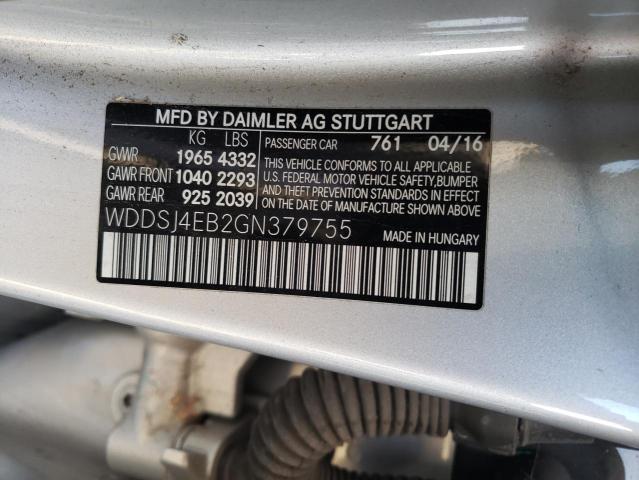 MFD BY DAIMLER AG STUTTGART
KG LBS
GVWR 1965 4332
GAWR FRONT 1040 2293
GAWR REAR 925 2039
PASSENGER CAR 761 04/16
THIS VEHICLE CONFORMS TO ALL APPLICABLE
U.S. FEDERAL MOTOR VEHICLE SAFETY,BUMPER
AND THEFT PREVENTION STANDARDS IN EFFECT
ON THE DATE OF MANUFACTURE SHOWN ABOVE
WDDSJ4EB2GN379755
MADE IN HUNGARY